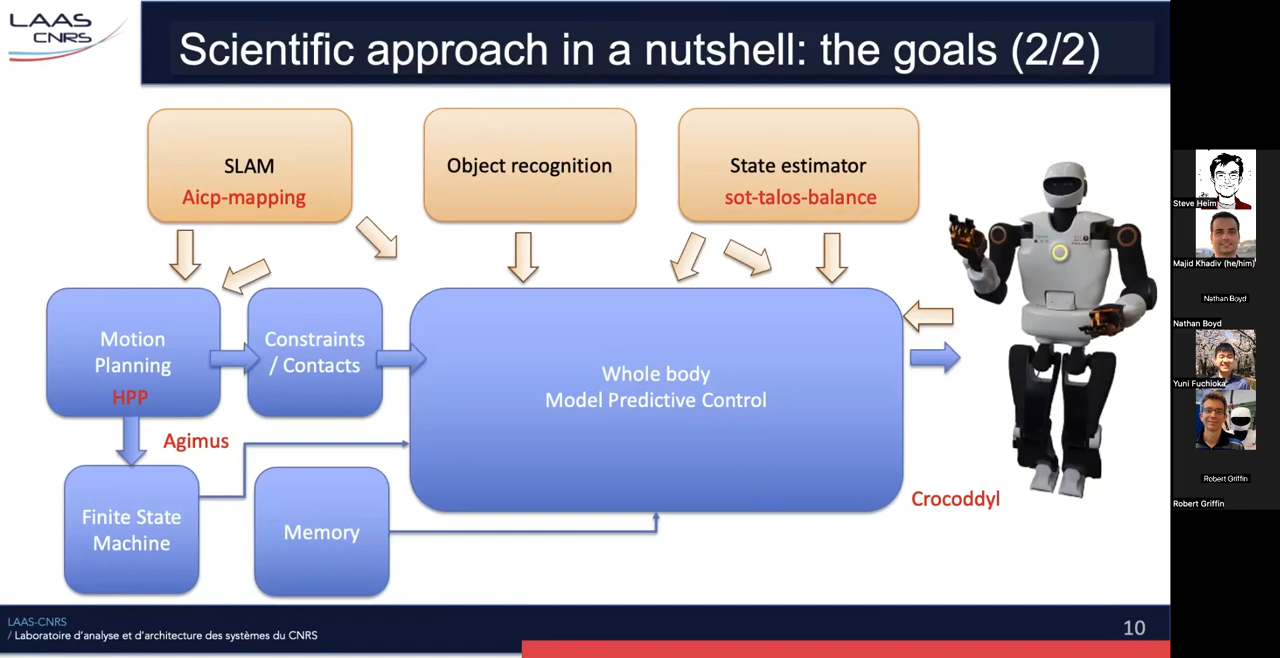 LAAS
CNRS
Scientific approach in a nutshell: the goals (2/2)
SLAM
Aicp-mapping
Object recognition
State estimator
sot-talos-balance
Motion
Planning
HPP
Constraints
/ Contacts
Whole body
Model Predictive Control
Agimus
Finite State
Machine
Memory
Crocoddyl
LAAS-CNRS
/ Laboratoire d'analyse et d'architecture des systèmes du CNRS
10
Steve Heim
Majid Khadiv (he/him)
Nathan Boyd
Nathan Boyd
Yuni Fuchioka
Robert Griffin
Robert Griffin